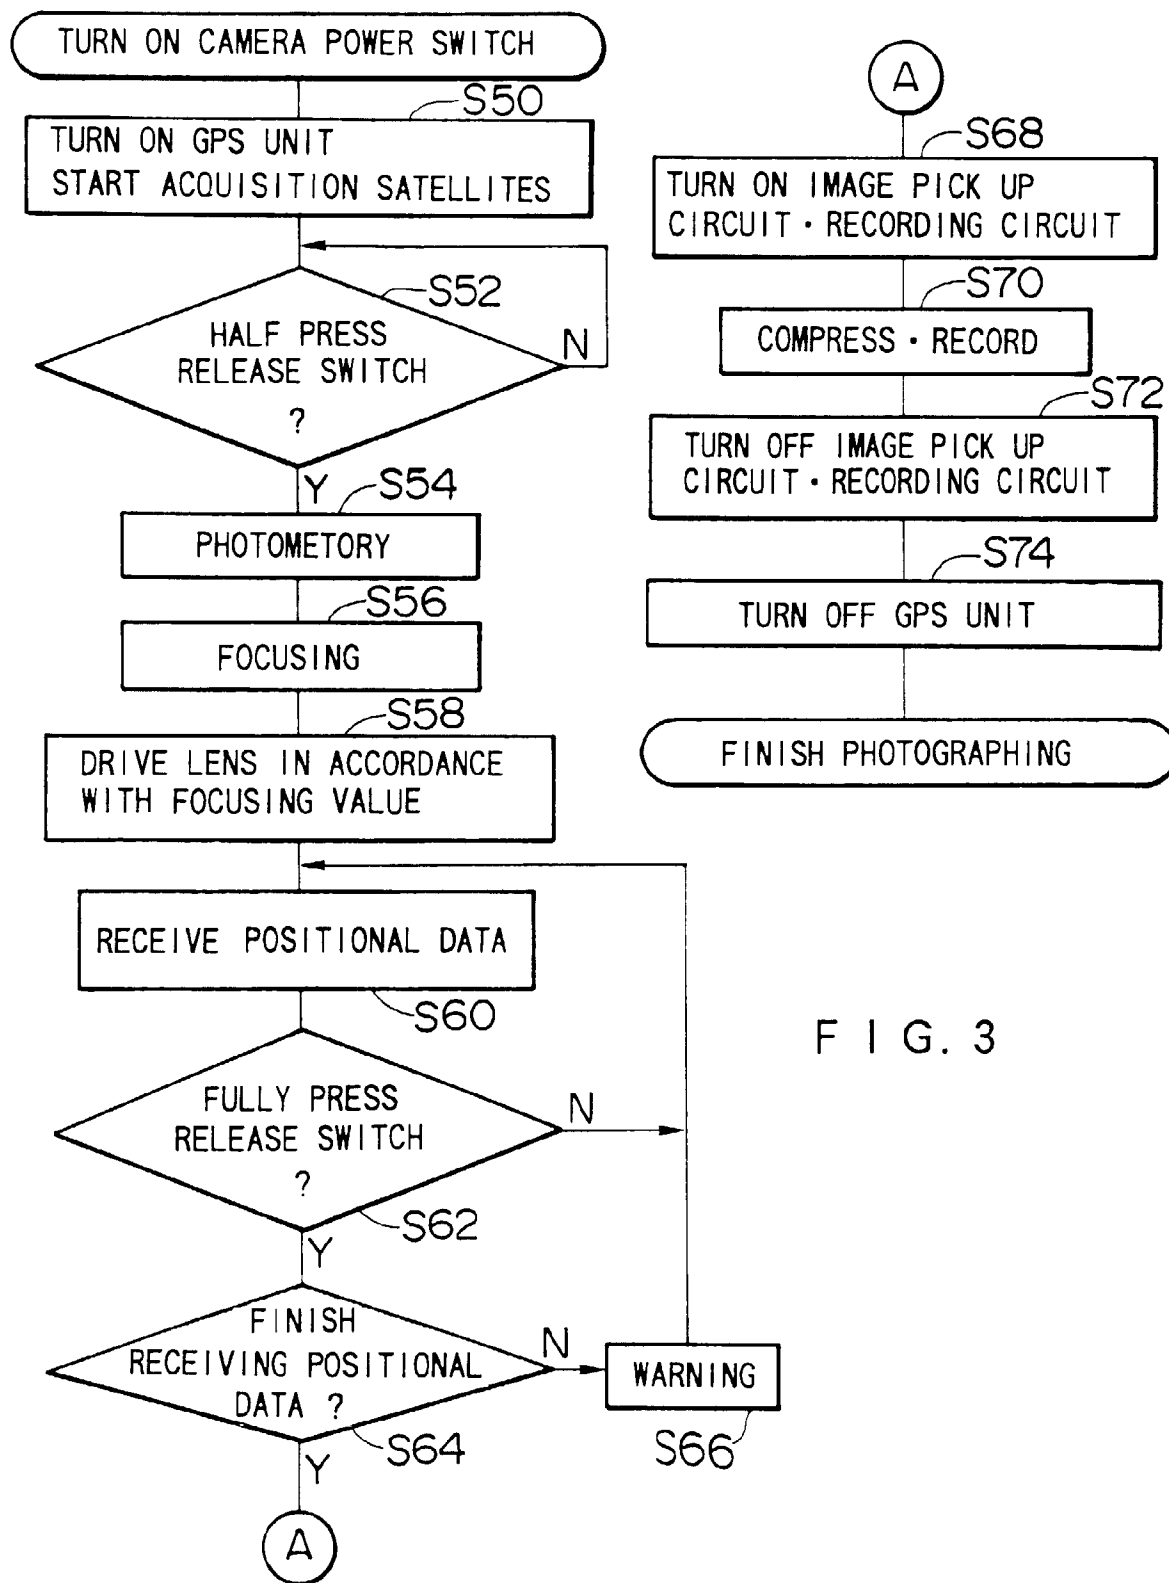 TURN ON CAMERA POWER SWITCH
S50
TURN ON GPS UNIT
START ACQUISITION SATELLITES
S52
HALF PRESS
RELEASE SWITCH
?
N
Y
S54
PHOTOMETORY
S56
FOCUSING
S58
DRIVE LENS IN ACCORDANCE
WITH FOCUSING VALUE
RECEIVE POSITIONAL DATA
S60
FULLY PRESS
RELEASE SWITCH
?
N
S62
Y
FINISH
RECEIVING POSITIONAL
DATA ?
N
WARNING
S64
S66
Y
A
A
S68
TURN ON IMAGE PICK UP
CIRCUIT・RECORDING CIRCUIT
S70
COMPRESS・RECORD
S72
TURN OFF IMAGE PICK UP
CIRCUIT・RECORDING CIRCUIT
S74
TURN OFF GPS UNIT
FINISH PHOTOGRAPHING
FIG. 3